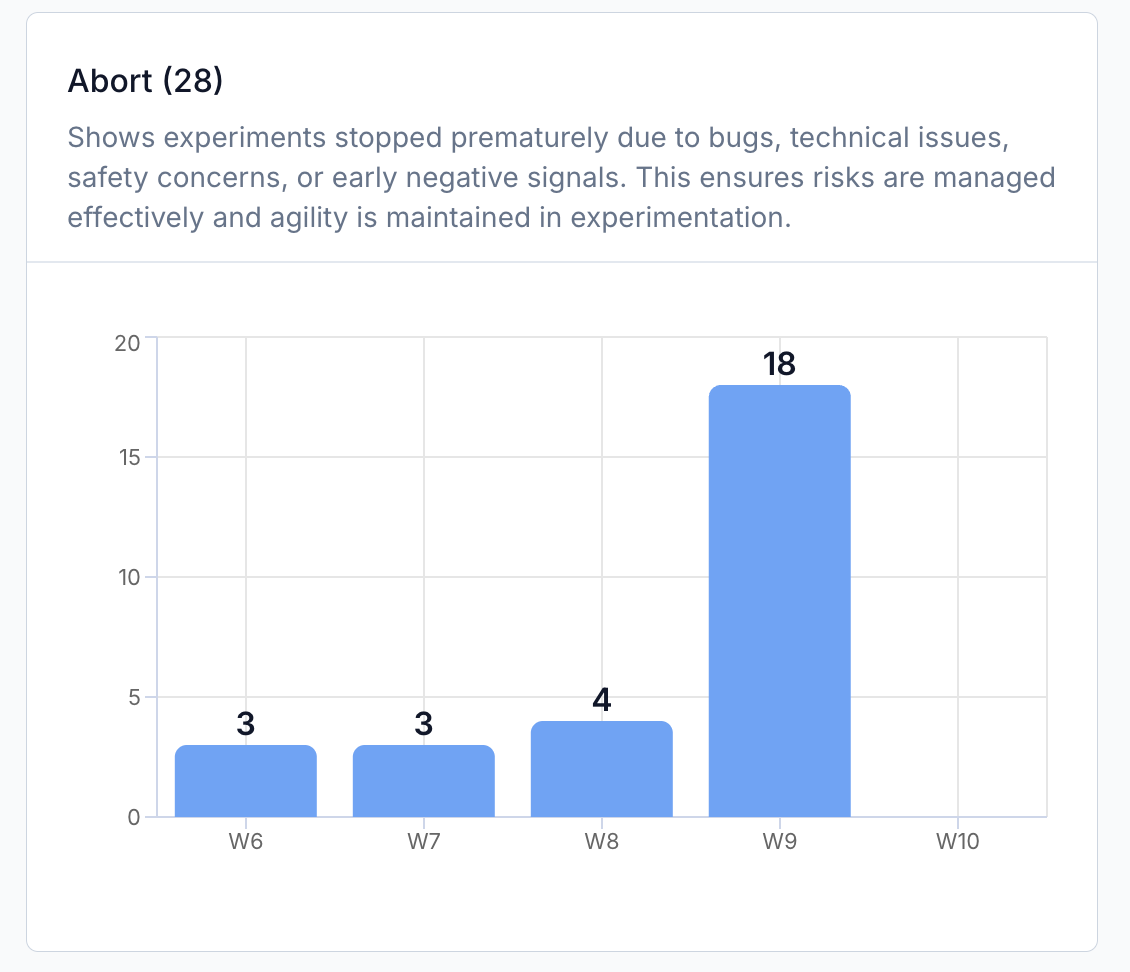 Abort (28)
Shows experiments stopped prematurely due to bugs, technical issues,
safety concerns, or early negative signals. This ensures risks are managed
effectively and agility is maintained in experimentation.
20
18
15
10
5
4
3
3
0
W6
W7
W8
W9
W10